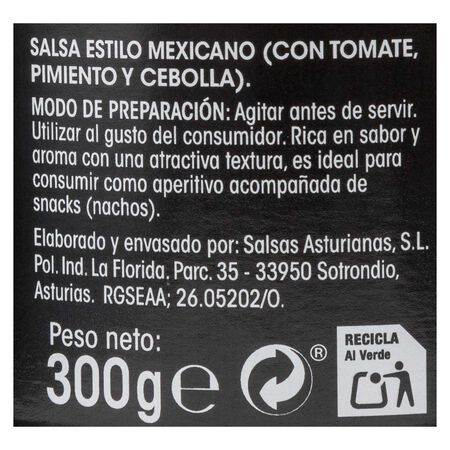 SALSA ESTILO MEXICANO (CON TOMATE,
PIMIENTO Y CEBOLLA).
MODO DE PREPARACIÓN: Agitar antes de servir.
Utilizar al gusto del consumidor. Rica en sabor y
aroma con una atractiva textura, es ideal para
consumir como aperitivo acompañada de
snacks (nachos).
Elaborado y envasado por: Salsas Asturianas, S.L.
Pol. Ind. La Florida. Parc. 35 - 33950 Sotrondio,
Asturias. RGSEAA; 26.05202/O.
Peso neto:
300g e
®
RECICLA
Al Verde